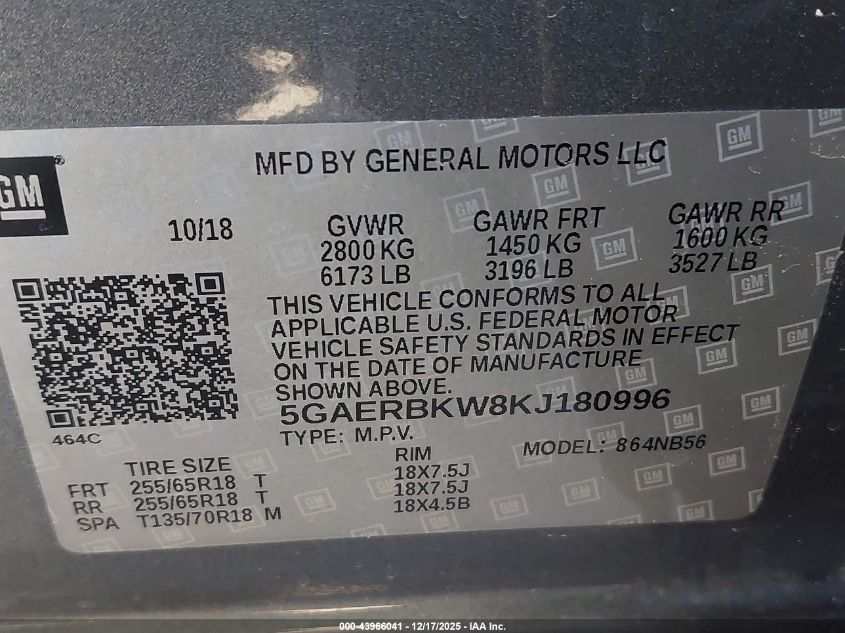 MFD BY GENERAL MOTORS LLC
GM
10/18
GVWR GAWR FRT GAWR RR
2800 KG 1450 KG 1600 KG
6173 LB 3196 LB 3527 LB
THIS VEHICLE CONFORMS TO ALL
APPLICABLE U.S. FEDERAL MOTOR
VEHICLE SAFETY STANDARDS IN EFFECT
ON THE DATE OF MANUFACTURE
SHOWN ABOVE.
5GAERBKW8KJ180996
464C
TYPE: M.P.V. MODEL: 864NB56
TIRE SIZE RIM
FRT 255/65R18 T 18X7.5J
RR 255/65R18 T 18X7.5J
SPA T135/70R18 M 18X4.5B
000-43966041 - 12/17/2025 - IAA Inc.